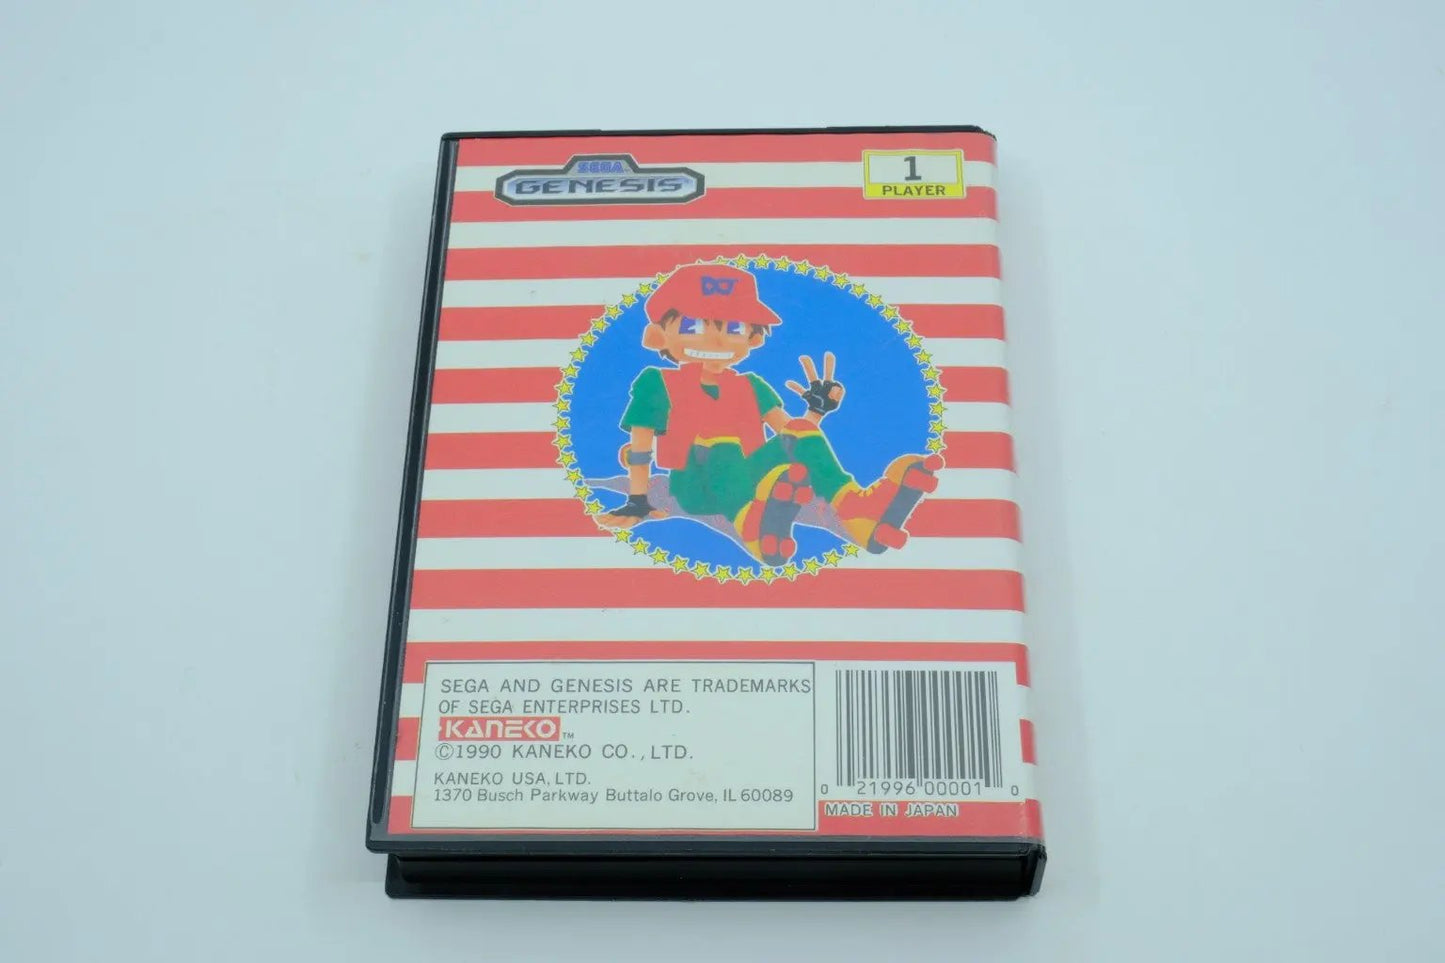 SEGA
GENESIS
1
PLAYER
SEGA AND GENESIS ARE TRADEMARKS
OF SEGA ENTERPRISES LTD.
KANEKO™
©1990 KANEKO CO., LTD.
KANEKO USA, LTD.
1370 Busch Parkway Buttalo Grove, IL 60089
0 21996 00001 0
MADE IN JAPAN